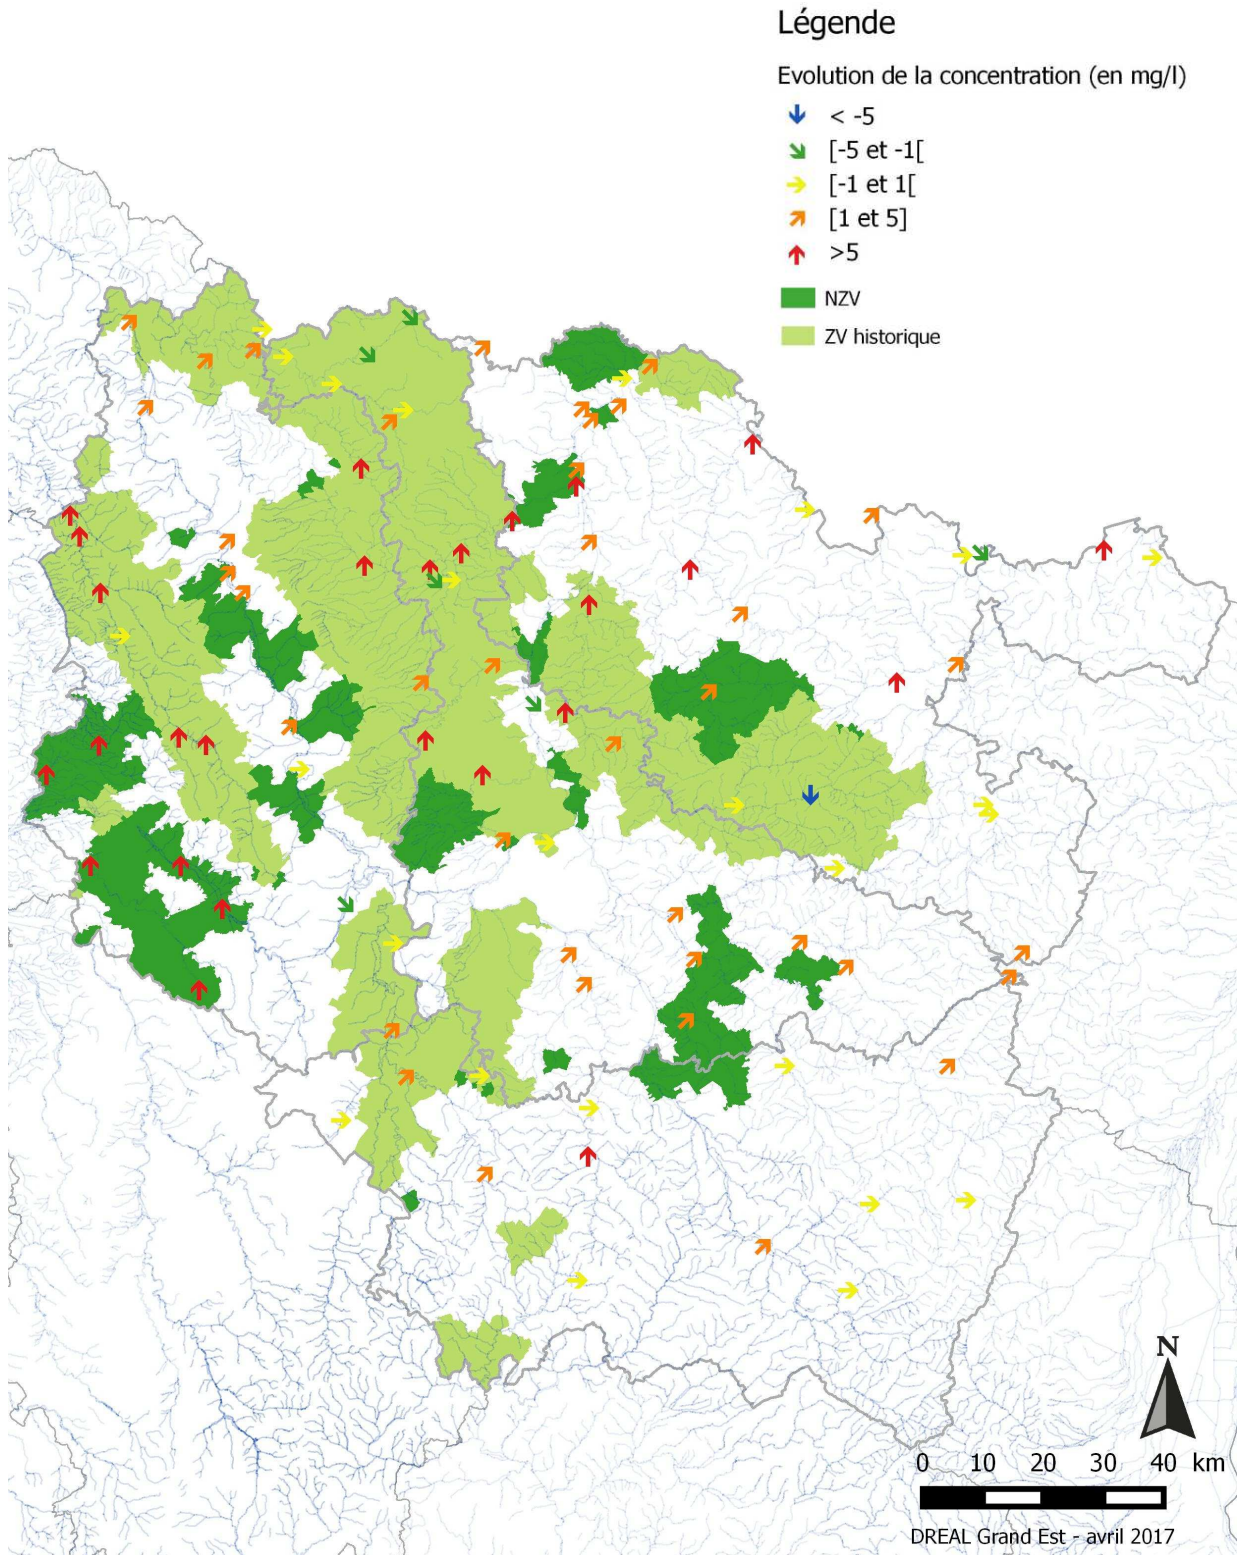 Légende
Evolution de la concentration (en mg/l)
< -5
[-5 et -1[
[-1 et 1[
[1 et 5]
>5
NZV
ZV historique
N
0 10 20 30 40 km
DREAL Grand Est - avril 2017